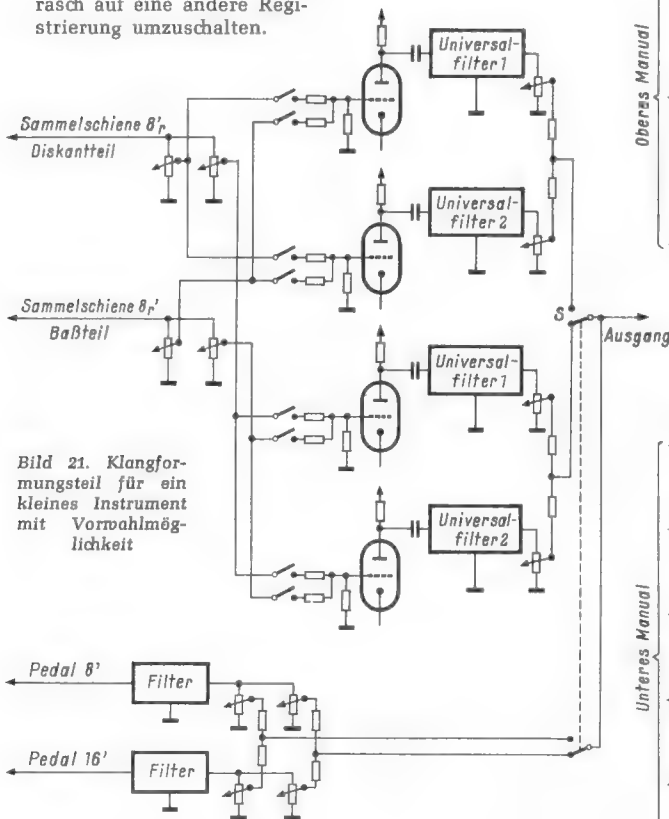 rasch auf eine andere Regi-
strierung umzuschalten.
Universal-
filter 1
Sammelschiene 8'r
Diskantteil
Universal-
filter 2
Oberes Manual
Sammelschiene 8r'
Baßteil
S
Ausgang
Universal-
filter 1
Bild 21. Klangfor-
mungsteil für ein
kleines Instrument
mit Vorwahlmög-
lichkeit
Universal-
filter 2
Unteres Manual
Pedal 8'
Filter
Pedal 16'
Filter